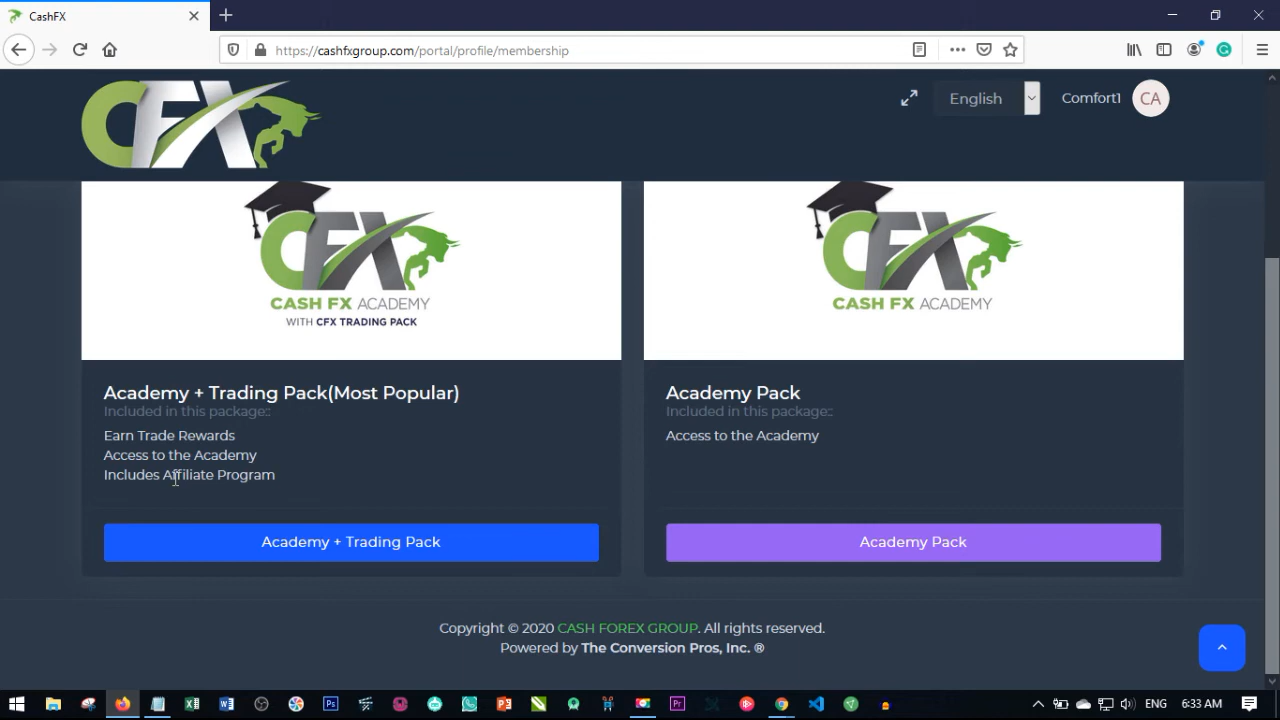 CashFX
https://cashfxgroup.com/portal/profile/membership
CFX
English
Comfort1
CA
CFX
CASH FX ACADEMY
WITH CFX TRADING PACK
CFX
CASH FX ACADEMY
Academy + Trading Pack(Most Popular)
Included in this package::
Earn Trade Rewards
Access to the Academy
Includes Affiliate Program
Academy + Trading Pack
Academy Pack
Included in this package::
Access to the Academy
Academy Pack
Copyright © 2020 CASH FOREX GROUP. All rights reserved.
Powered by The Conversion Pros, Inc. ®
ENG
6:33 AM